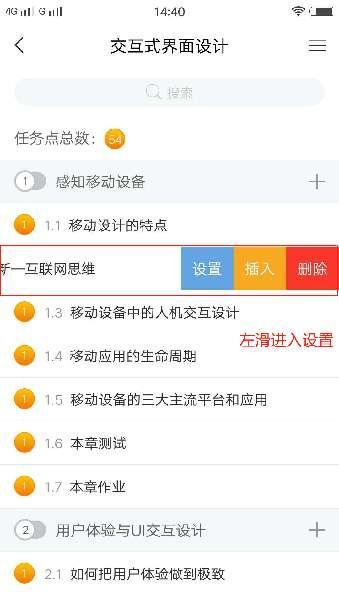 4G G 14:40
交互式界面设计
搜索
任务点总数： 54
1 感知移动设备
1 1.1 移动设计的特点
新一互联网思维 设置 插入 删除
1 1.3 移动设备中的人机交互设计
左滑进入设置
1 1.4 移动应用的生命周期
1 1.5 移动设备的三大主流平台和应用
1 1.6 本章测试
1 1.7 本章作业
2 用户体验与UI交互设计
1 2.1 如何把用户体验做到极致